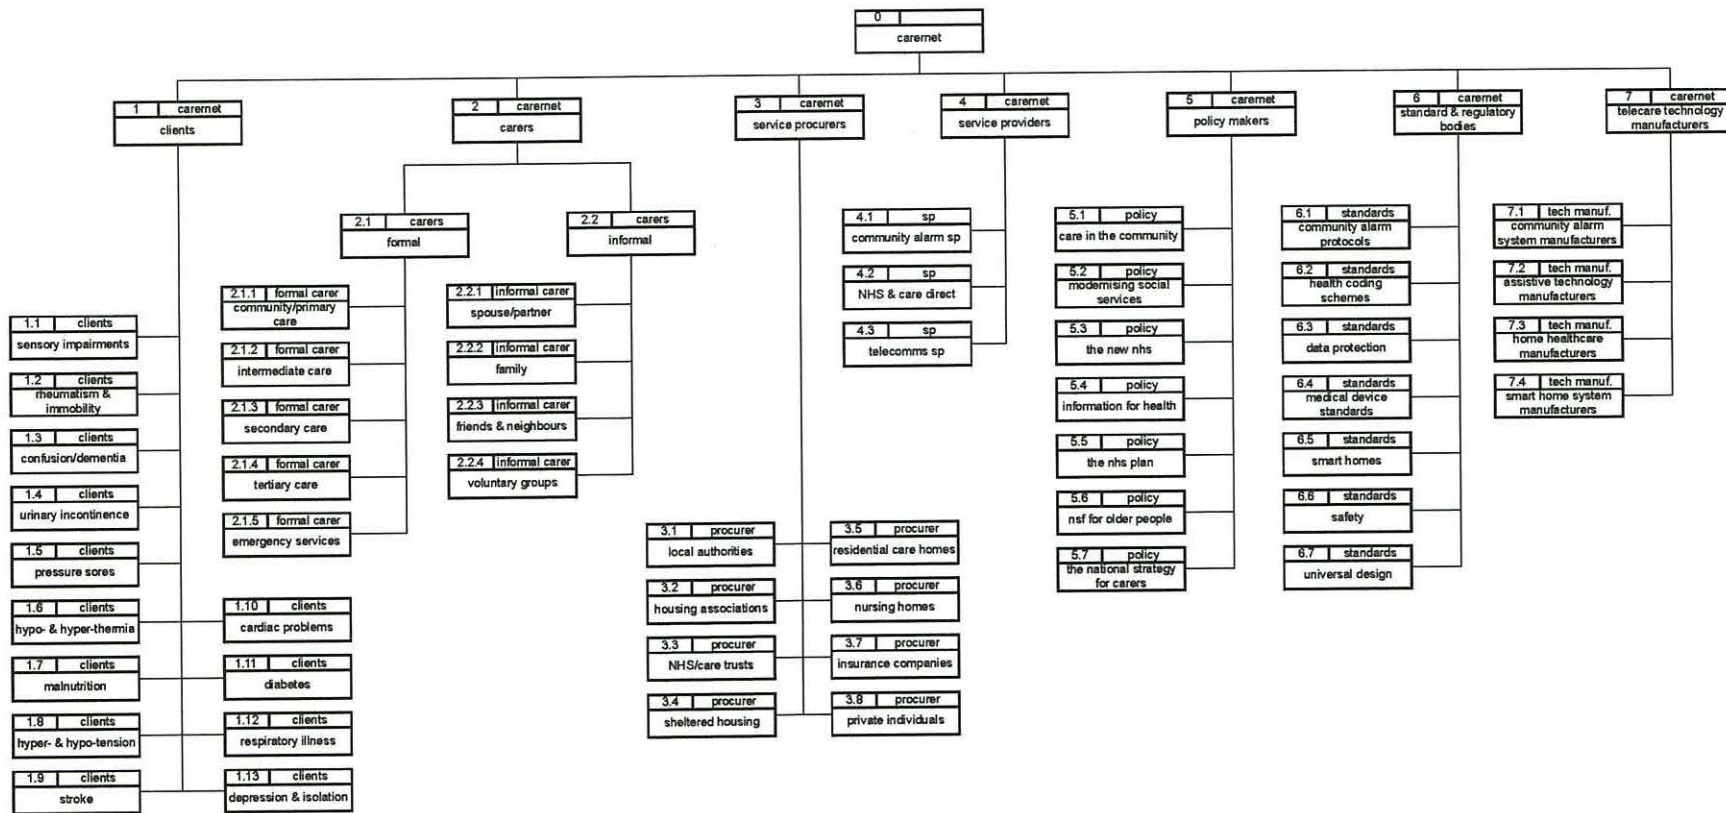 0
carernet
1 carernet
clients
2 carernet
carers
3 carernet
service procurers
4 carernet
service providers
5 carernet
policy makers
6 carernet
standard & regulatory
bodies
7 carernet
telecare technology
manufacturers
1.1 clients
sensory impairments
1.2 clients
rheumatism &
immobility
1.3 clients
confusion/dementia
1.4 clients
urinary incontinence
1.5 clients
pressure sores
1.6 clients
hypo- & hyper-thermia
1.7 clients
malnutrition
1.8 clients
hyper- & hypo-tension
1.9 clients
stroke
1.10 clients
cardiac problems
1.11 clients
diabetes
1.12 clients
respiratory illness
1.13 clients
depression & isolation
2.1 carers
formal
2.1.1 formal carer
community/primary
care
2.1.2 formal carer
intermediate care
2.1.3 formal carer
secondary care
2.1.4 formal carer
tertiary care
2.1.5 formal carer
emergency services
2.2 carers
informal
2.2.1 informal carer
spouse/partner
2.2.2 informal carer
family
2.2.3 informal carer
friends & neighbours
2.2.4 informal carer
voluntary groups
3.1 procurer
local authorities
3.2 procurer
housing associations
3.3 procurer
NHS/care trusts
3.4 procurer
sheltered housing
3.5 procurer
residential care homes
3.6 procurer
nursing homes
3.7 procurer
insurance companies
3.8 procurer
private individuals
4.1 sp
community alarm sp
4.2 sp
NHS & care direct
4.3 sp
telecomms sp
5.1 policy
care in the community
5.2 policy
modernising social
services
5.3 policy
the new nhs
5.4 policy
information for health
5.5 policy
the nhs plan
5.6 policy
nsf for older people
5.7 policy
the national strategy
for carers
6.1 standards
community alarm
protocols
6.2 standards
health coding
schemes
6.3 standards
data protection
6.4 standards
medical device
standards
6.5 standards
smart homes
6.6 standards
safety
6.7 standards
universal design
7.1 tech manuf.
community alarm
system manufacturers
7.2 tech manuf.
assistive technology
manufacturers
7.3 tech manuf.
home healthcare
manufacturers
7.4 tech manuf.
smart home system
manufacturers